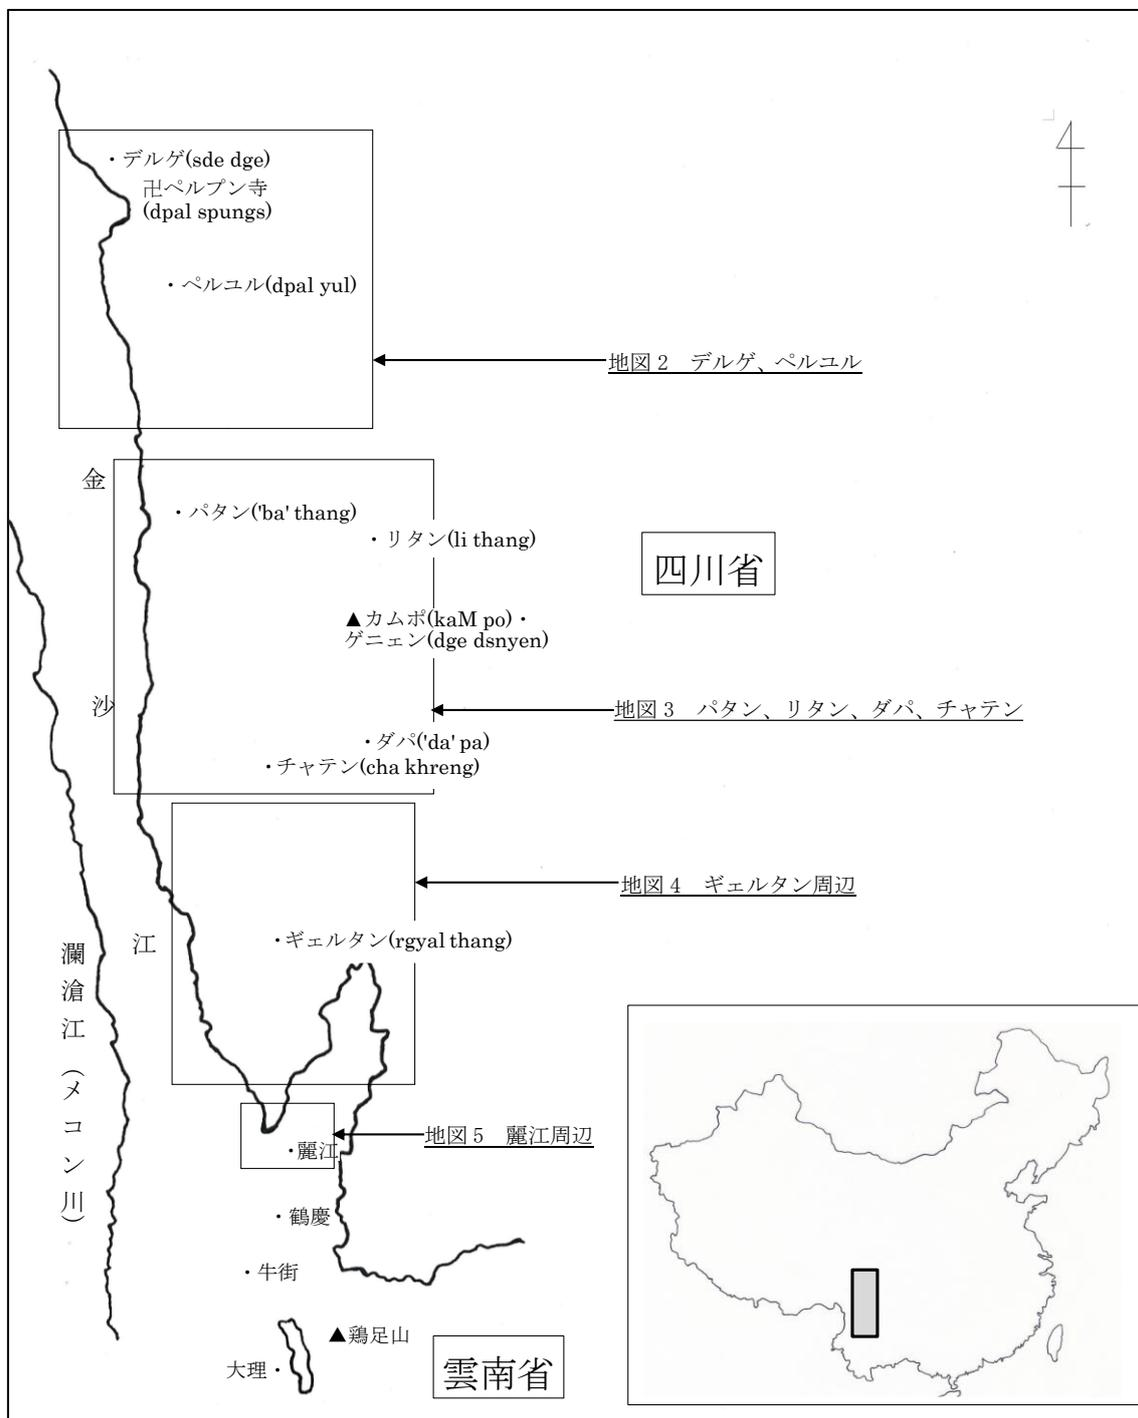 ・デルゲ(sde dge)
卍ペルプン寺
(dpal spungs)
・ペルユル(dpal yul)
地図2　デルゲ、ペルユル
金
沙
江
・パタン('ba' thang)
・リタン(li thang)
四川省
▲カムポ(kaM po)・
ゲニェン(dge dsnyen)
地図3　パタン、リタン、ダパ、チャテン
・ダパ('da' pa)
・チャテン(cha khreng)
地図4　ギェルタン周辺
・ギェルタン(rgyal thang)
瀾滄江(メコン川)
地図5　麗江周辺
・麗江
・鶴慶
・牛街
▲鶏足山
大理・
雲南省